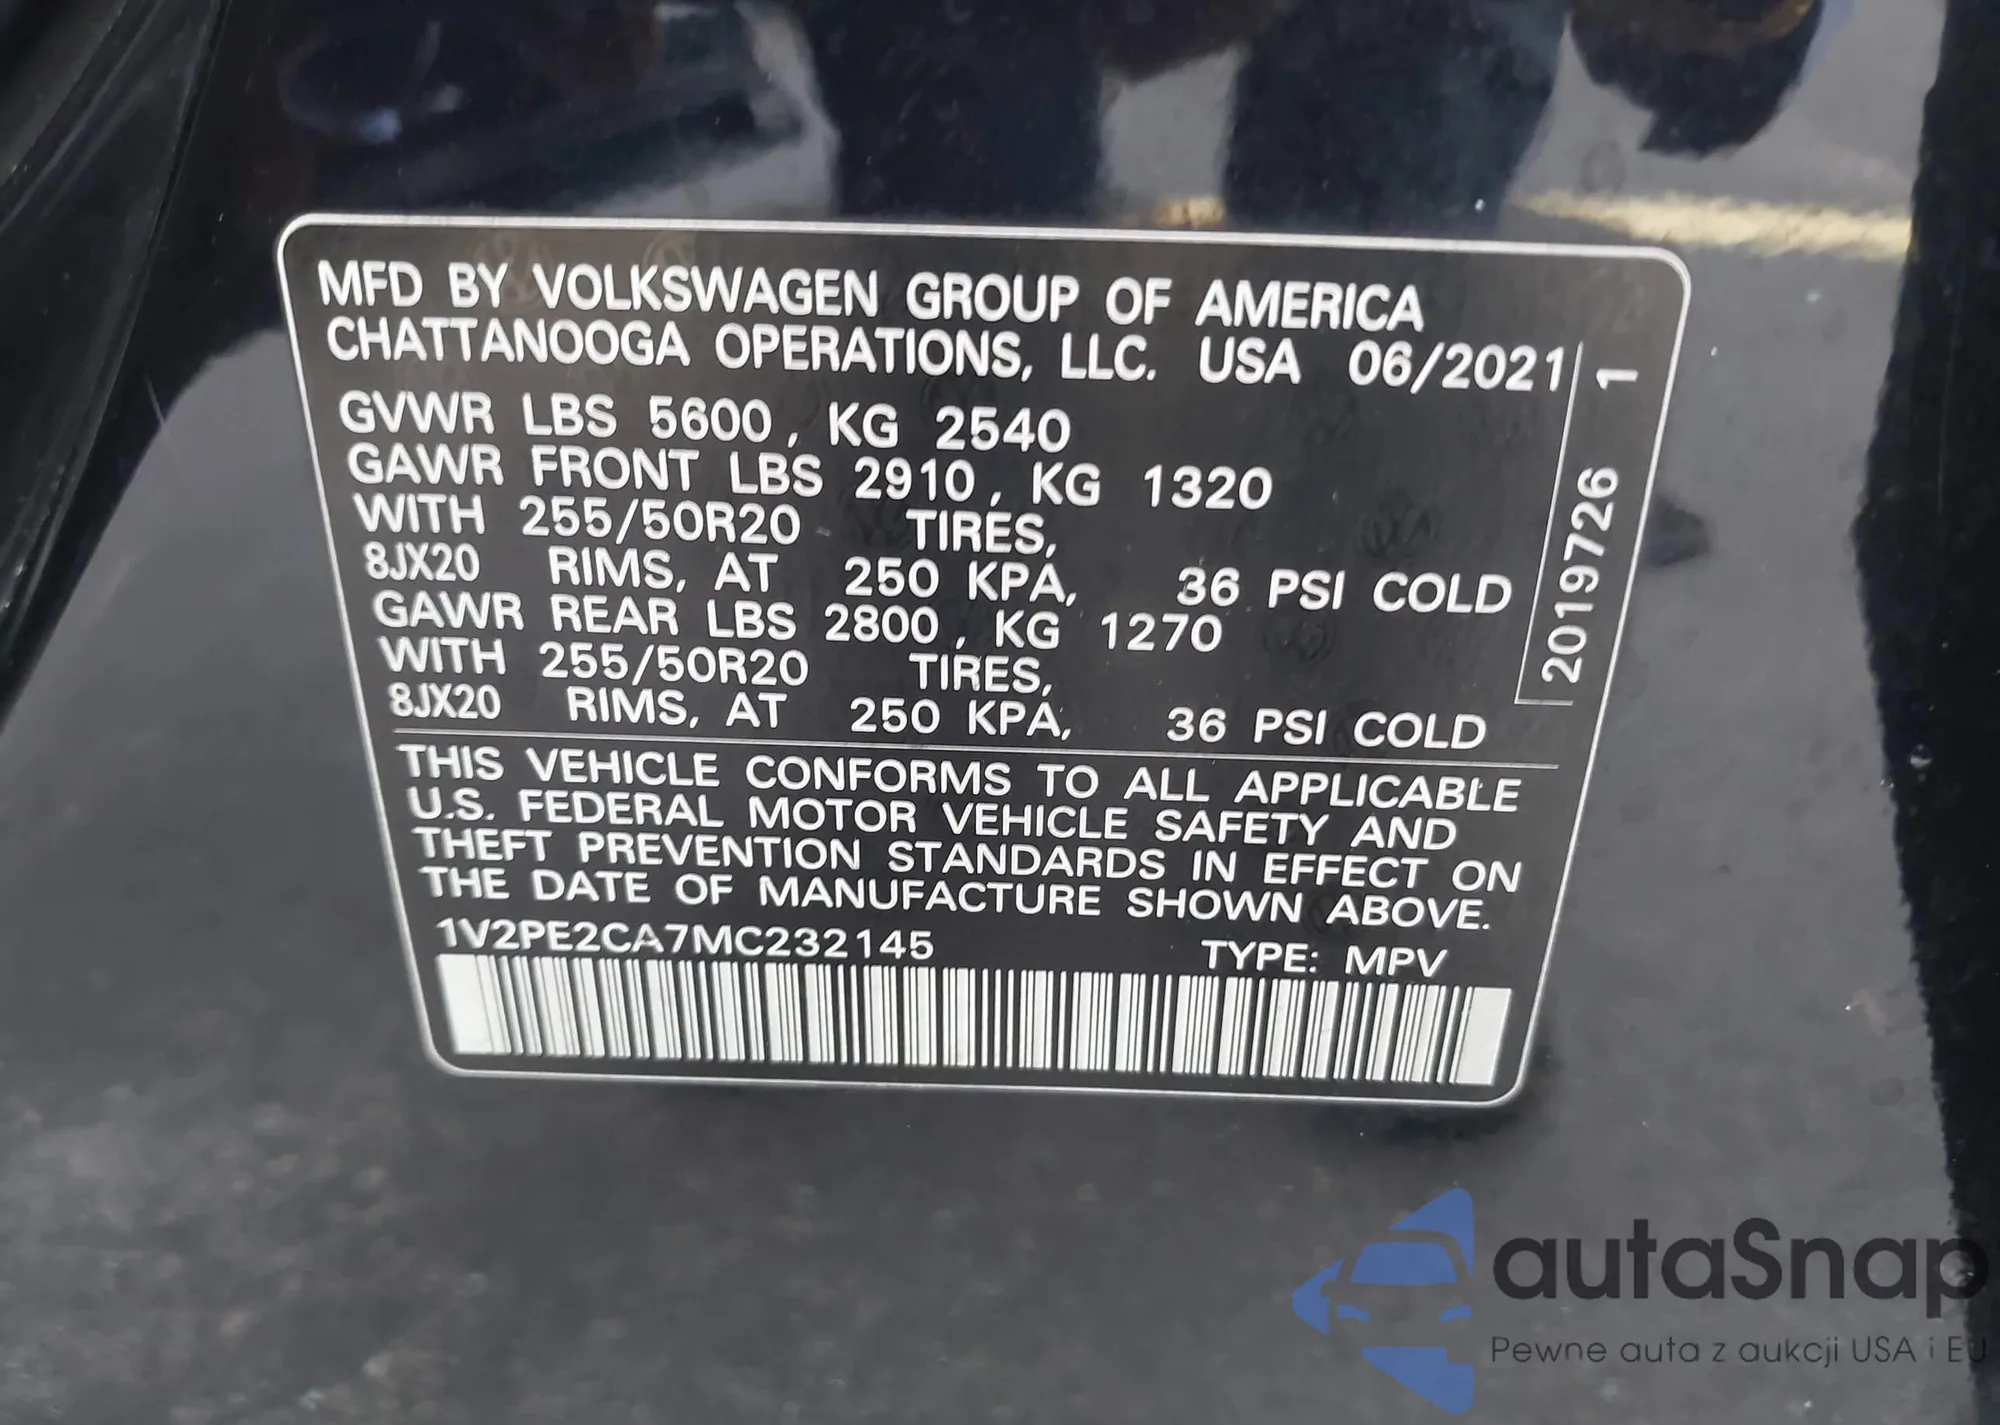 MFD BY VOLKSWAGEN GROUP OF AMERICA
CHATTANOOGA OPERATIONS, LLC. USA 06/2021
GVWR LBS 5600, KG 2540
GAWR FRONT LBS 2910, KG 1320
WITH 255/50R20 TIRES,
8JX20 RIMS, AT 250 KPA, 36 PSI COLD
GAWR REAR LBS 2800, KG 1270
WITH 255/50R20 TIRES,
8JX20 RIMS, AT 250 KPA, 36 PSI COLD
2019726 1
THIS VEHICLE CONFORMS TO ALL APPLICABLE
U.S. FEDERAL MOTOR VEHICLE SAFETY AND
THEFT PREVENTION STANDARDS IN EFFECT ON
THE DATE OF MANUFACTURE SHOWN ABOVE.
1V2PE2CA7MC232145 TYPE: MPV
autaSnap
Pewne auta z aukcji USA i EU